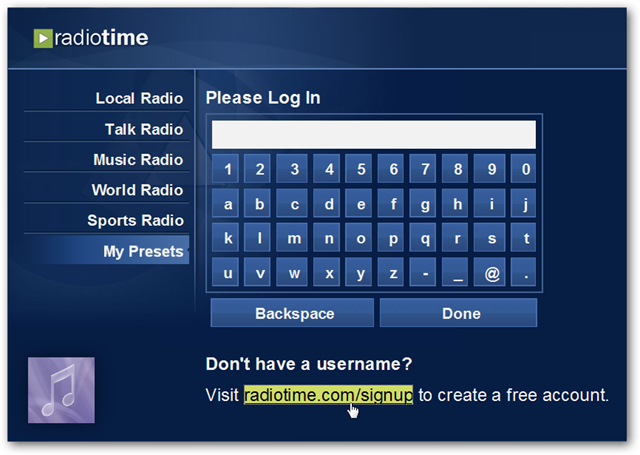 radiotime
Local Radio
Talk Radio
Music Radio
World Radio
Sports Radio
My Presets
Please Log In
1 2 3 4 5 6 7 8 9 0
a b c d e f g h i j
k l m n o p q r s t
u v w x y z - _ @ .
Backspace Done
Don't have a username?
Visit radiotime.com/signup to create a free account.